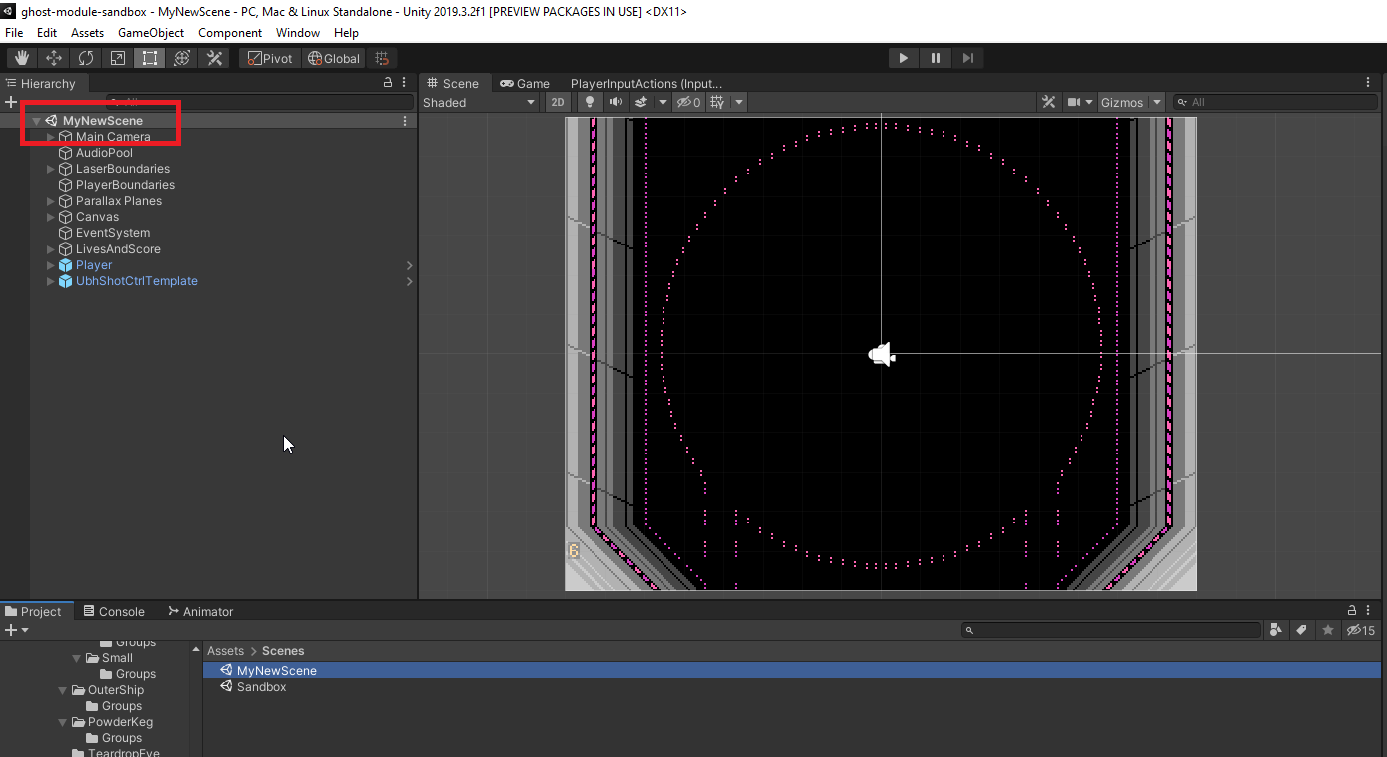 ghost-module-sandbox - MyNewScene - PC, Mac & Linux Standalone - Unity 2019.3.2f1 [PREVIEW PACKAGES IN USE] <DX11>
File Edit Assets GameObject Component Window Help
Pivot Global
Hierarchy Scene Game PlayerInputActions (Input...
All Shaded 2D 0 Gizmos All
MyNewScene
Main Camera
AudioPool
LaserBoundaries
PlayerBoundaries
Parallax Planes
Canvas
EventSystem
LivesAndScore
Player
UbhShotCtrlTemplate
6
Project Console Animator
15
Groups
Small
Groups
OuterShip
Groups
PowderKeg
Groups
TeardropEye
Assets > Scenes
MyNewScene
Sandbox